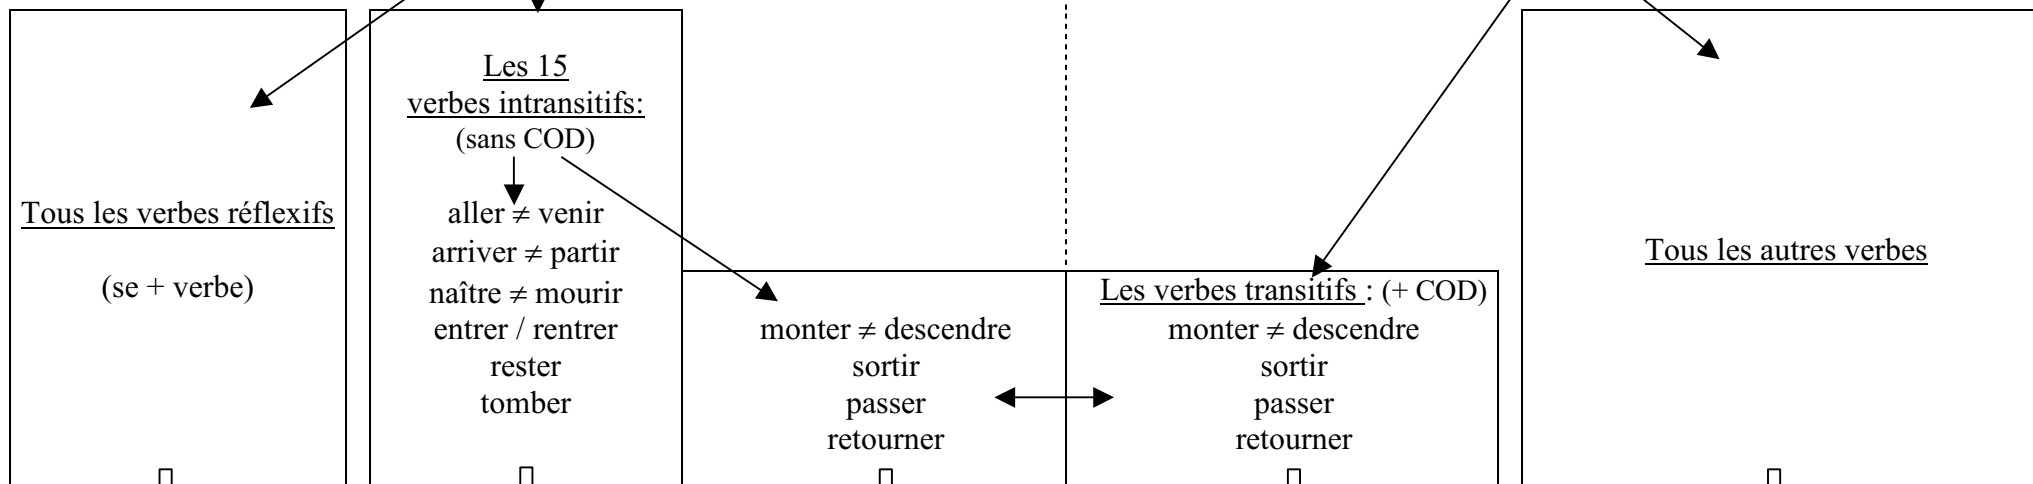 Tous les verbes réflexifs
(se + verbe)
Les 15
verbes intransitifs:
(sans COD)
aller ≠ venir
arriver ≠ partir
naître ≠ mourir
entrer / rentrer
rester
tomber
monter ≠ descendre
sortir
passer
retourner
Les verbes transitifs : (+ COD)
monter ≠ descendre
sortir
passer
retourner
Tous les autres verbes